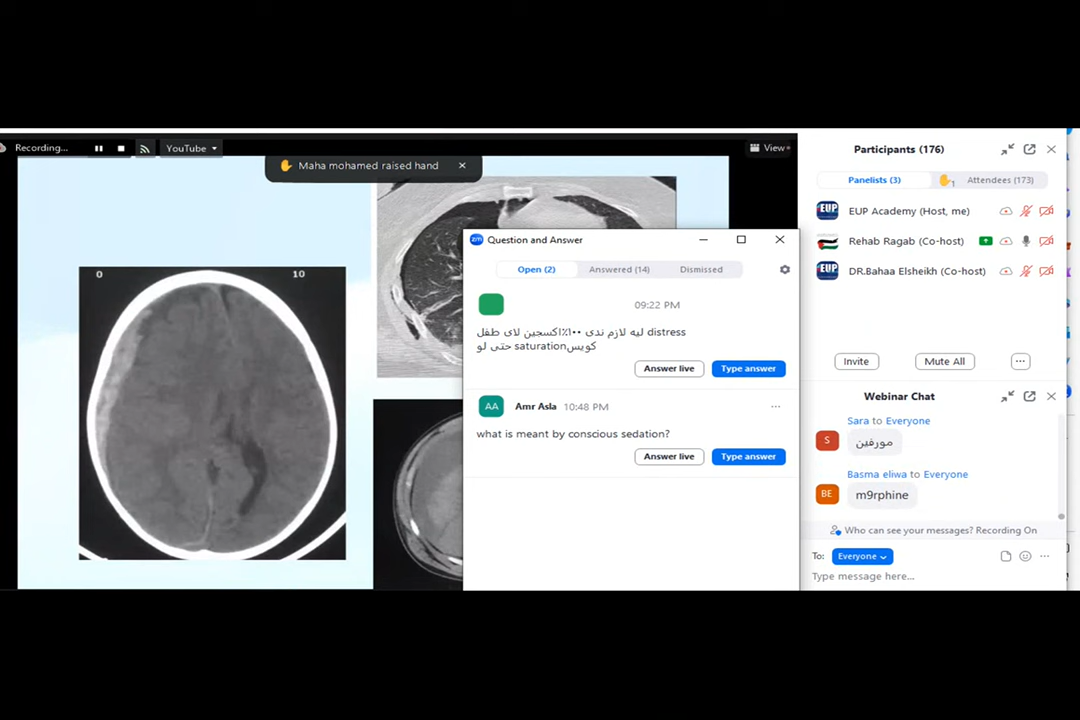 Recording...
YouTube
View
Maha mohamed raised hand
0
10
Question and Answer
Open (2)
Answered (14)
Dismissed
09:22 PM
ليه لازم ندى ١٠٠٪اكسجين لاى طفل distress
حتى لو saturationكويس
Answer live
Type answer
AA
Amr Asla
10:48 PM
what is meant by conscious sedation?
Answer live
Type answer
Participants (176)
Panelists (3)
1
Attendees (173)
EUP
EUP Academy (Host, me)
Rehab Ragab (Co-host)
EUP
DR.Bahaa Elsheikh (Co-host)
Invite
Mute All
Webinar Chat
Sara to Everyone
S
مورفين
Basma eliwa to Everyone
BE
m9rphine
Who can see your messages? Recording On
To:
Everyone
Type message here...